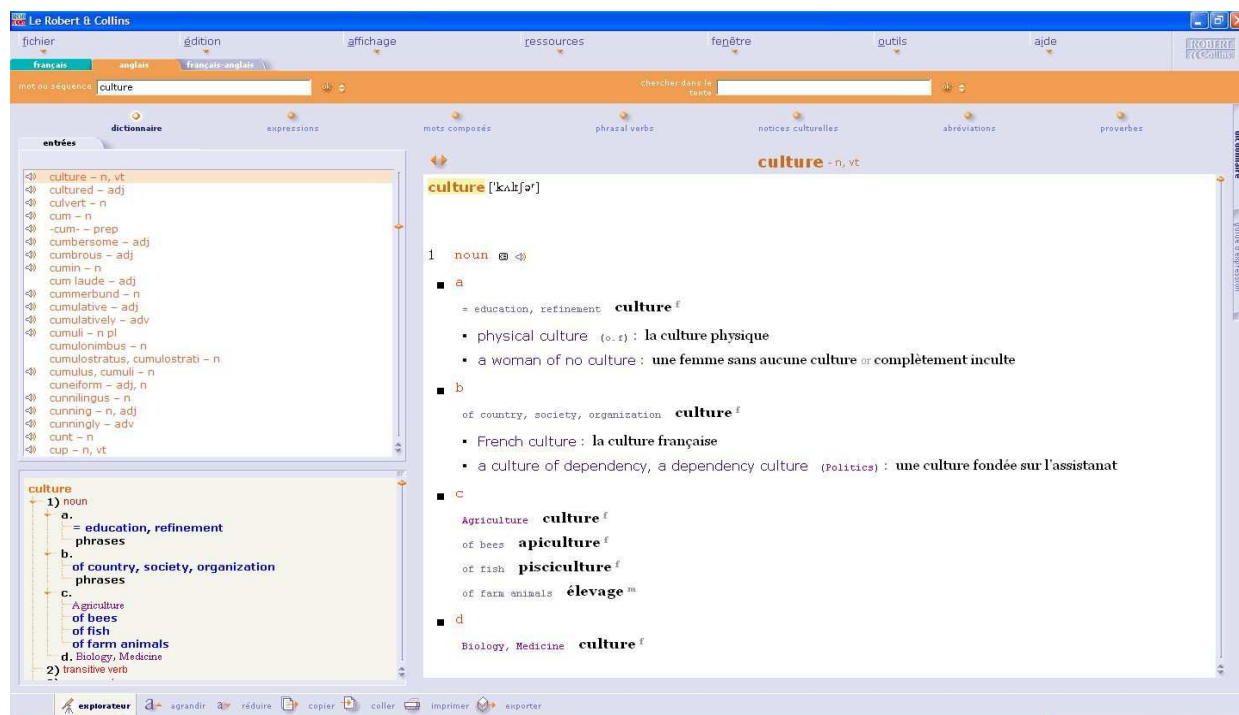 Le Robert & Collins
fichier édition affichage ressources fenêtre outils ajde
ROBERT & Collins
français anglais français-anglais
mot ou séquence culture ok chercher dans le texte ok
dictionnaire expressions mots composés phrasal verbs notices culturelles abréviations proverbes
entrées
culture – n, vt
cultured – adj
culvert – n
cum – n
-cum- – prep
cumbersome – adj
cumbrous – adj
cumin – n
cum laude – adj
cummerbund – n
cumulative – adj
cumulatively – adv
cumuli – n pl
cumulonimbus – n
cumulostratus, cumulostrati – n
cumulus, cumuli – n
cuneiform – adj, n
cunnilingus – n
cunning – n, adj
cunningly – adv
cunt – n
cup – n, vt
culture
1) noun
a.
= education, refinement
phrases
b.
of country, society, organization
phrases
c.
Agriculture
of bees
of fish
of farm animals
d. Biology, Medicine
2) transitive verb
culture - n, vt
culture ['kʌltʃəʳ]
1 noun
a
= education, refinement culture f
physical culture (o.f) : la culture physique
a woman of no culture : une femme sans aucune culture or complètement inculte
b
of country, society, organization culture f
French culture : la culture française
a culture of dependency, a dependency culture (Politics) : une culture fondée sur l'assistanat
c
Agriculture culture f
of bees apiculture f
of fish pisciculture f
of farm animals élevage m
d
Biology, Medicine culture f
dictionnaire
guide d'expression
explorateur a agrandir a réduire copier coller imprimer exporter